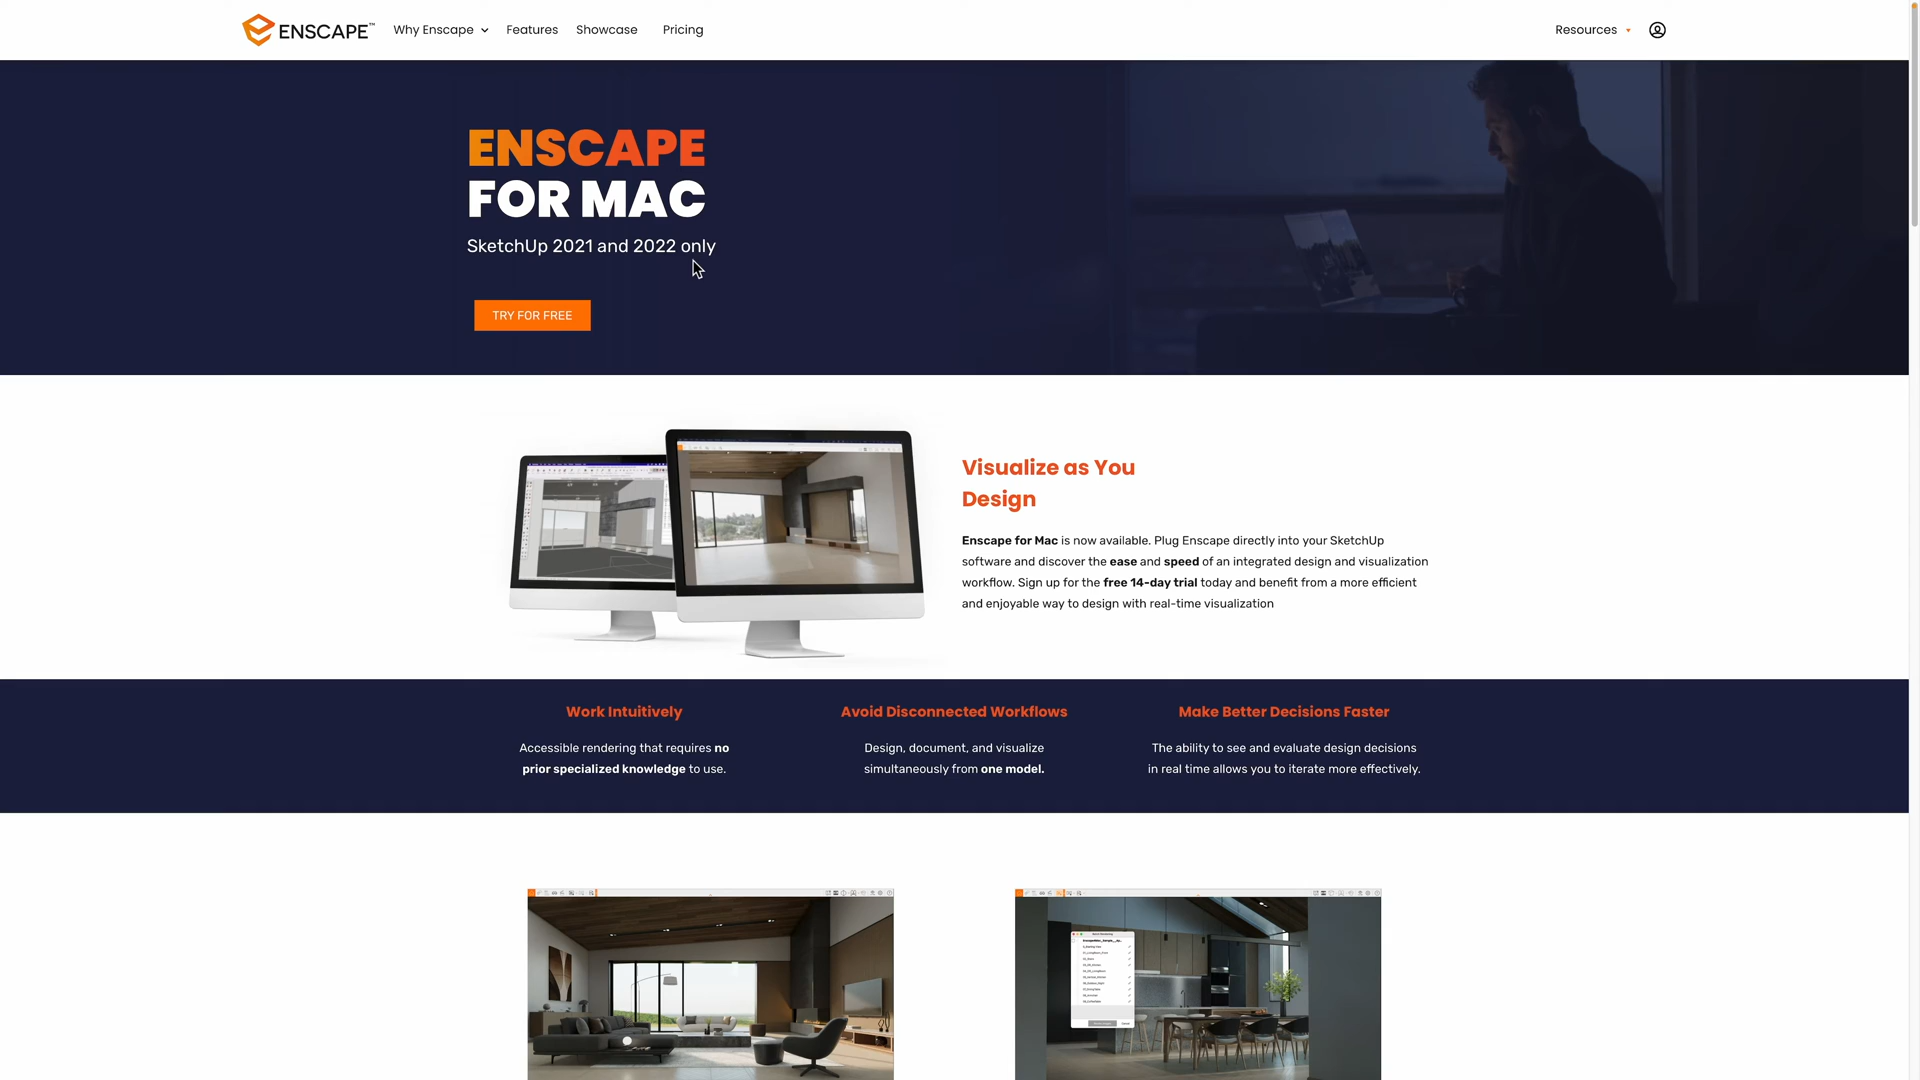 ENSCAPE™
Why Enscape
Features
Showcase
Pricing
Resources
ENSCAPE
FOR MAC
SketchUp 2021 and 2022 only
TRY FOR FREE
Visualize as You
Design
Enscape for Mac is now available. Plug Enscape directly into your SketchUp
software and discover the ease and speed of an integrated design and visualization
workflow. Sign up for the free 14-day trial today and benefit from a more efficient
and enjoyable way to design with real-time visualization
Work Intuitively
Accessible rendering that requires no
prior specialized knowledge to use.
Avoid Disconnected Workflows
Design, document, and visualize
simultaneously from one model.
Make Better Decisions Faster
The ability to see and evaluate design decisions
in real time allows you to iterate more effectively.